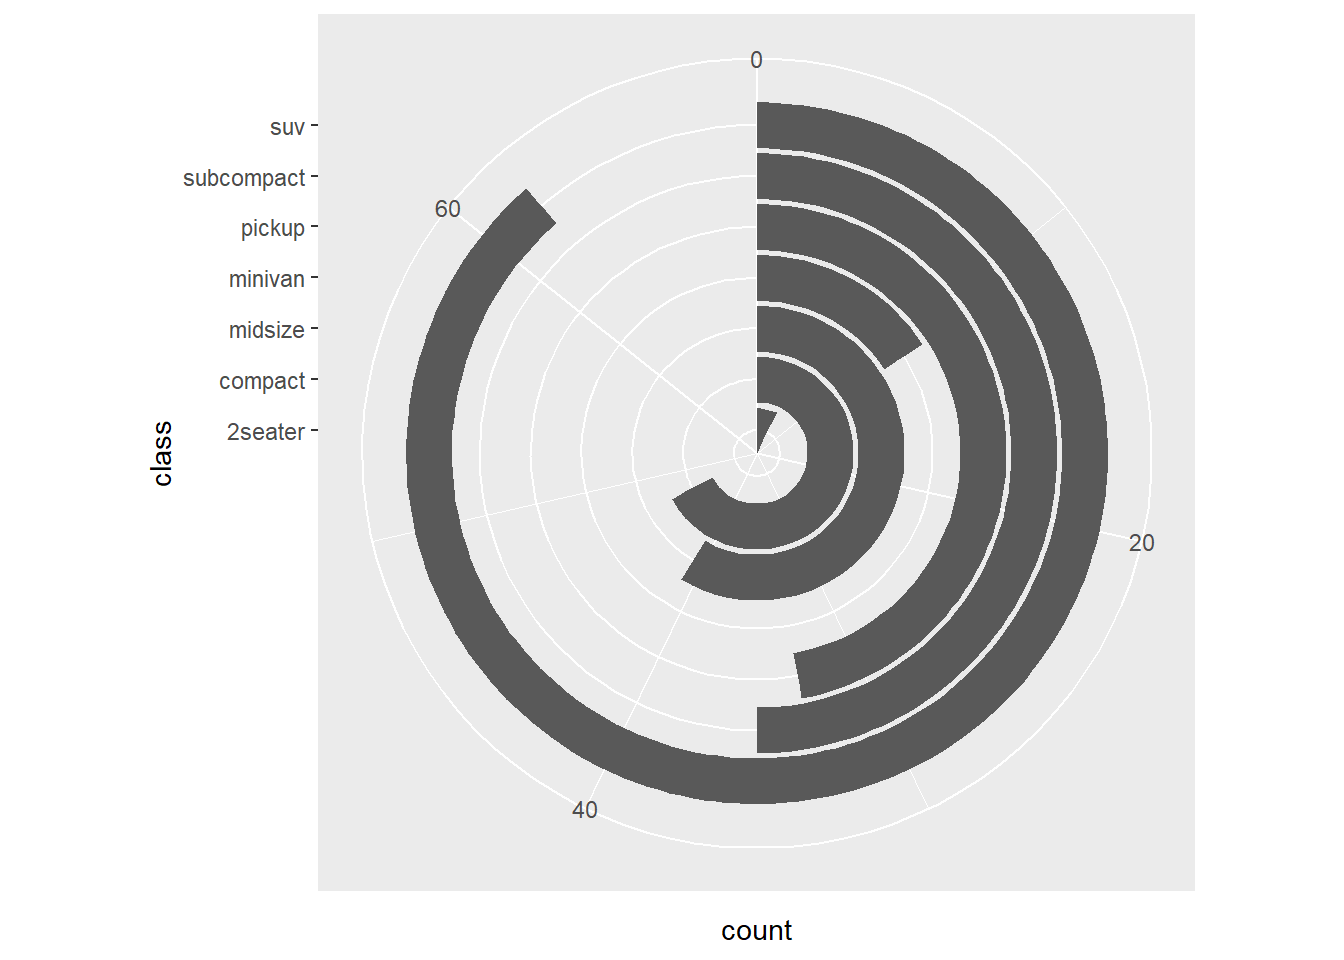 0
suv
subcompact
60
pickup
minivan
midsize
compact
2seater
class
20
40
count